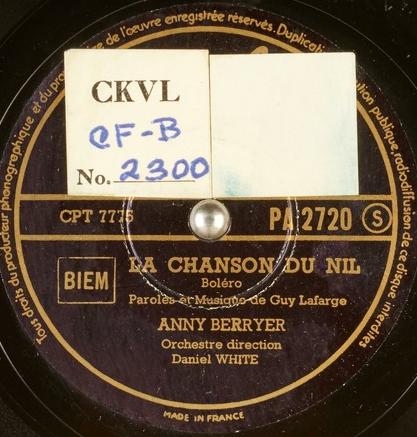 de l'œuvre enregistrée réservés. Duplication
publique, radiodiffusion de ce disque interdites
Tous droits du producteur phonographique et du
CKVL
CF-B
No. 2300
CPT 7775
PA 2720 S
BIEM
LA CHANSON DU NIL
Boléro
Paroles et Musique de Guy Lafarge
ANNY BERRYER
Orchestre direction
Daniel WHITE
MADE IN FRANCE